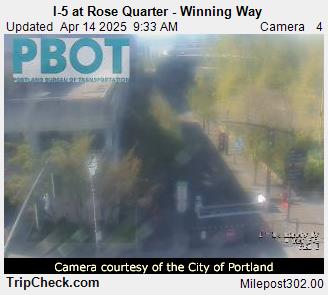 I-5 at Rose Quarter - Winning Way
Updated Apr 14 2025 9:33 AM Camera 4
PBOT
PORTLAND BUREAU OF TRANSPORTATION
Camera courtesy of the City of Portland
TripCheck.com Milepost302.00